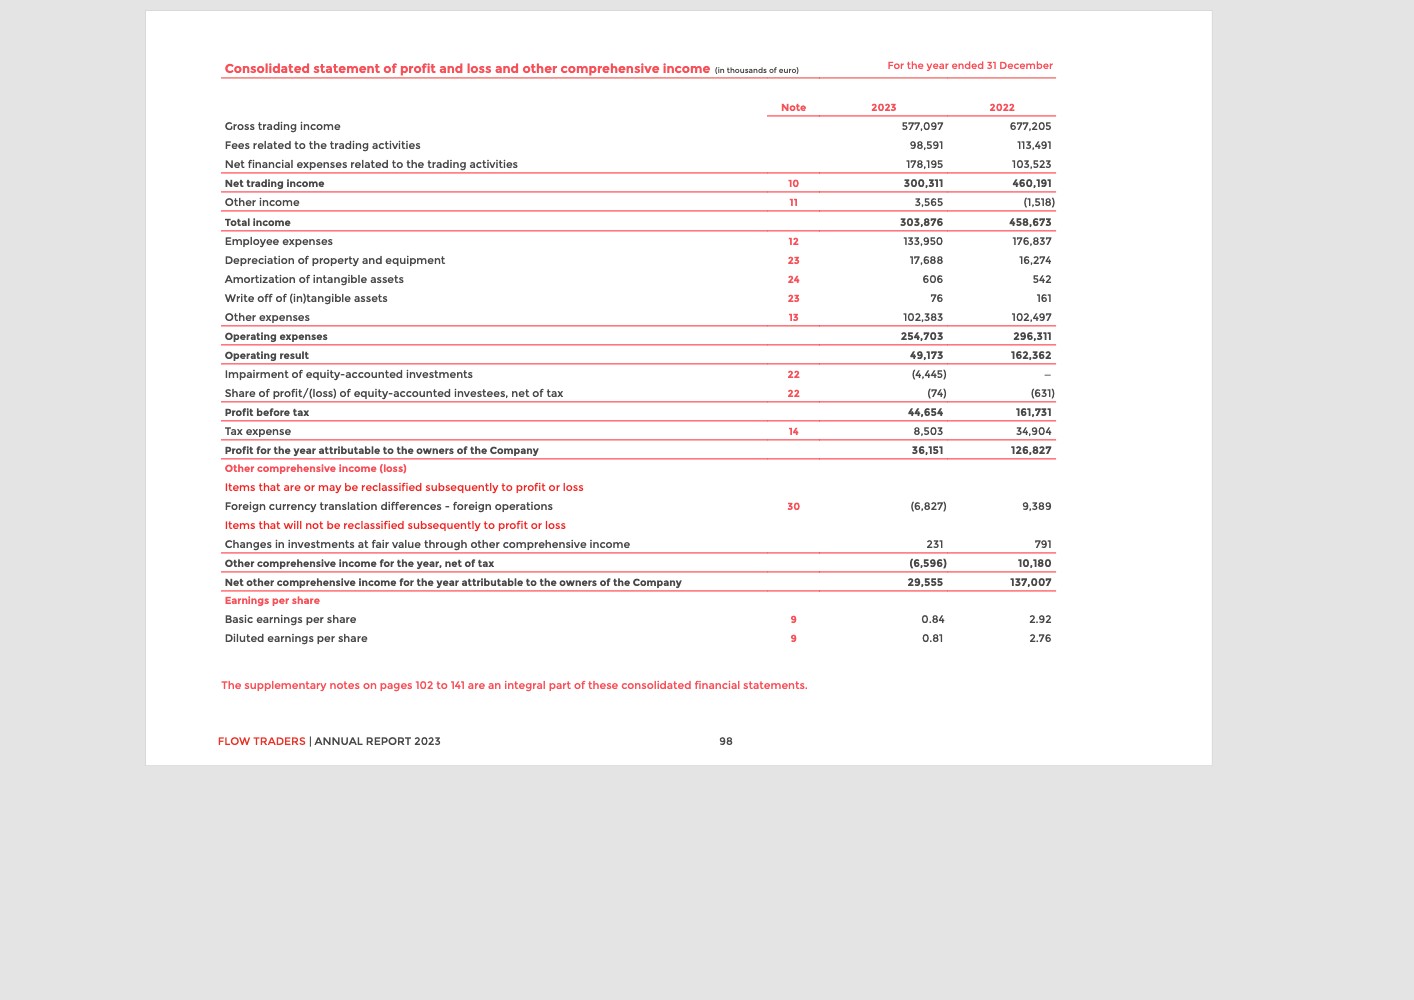 Consolidated statement of profit and loss and other comprehensive income (in thousands of euro) For the year ended 31 December
Note 2023 2022
Gross trading income 577,097 677,205
Fees related to the trading activities 98,591 113,491
Net financial expenses related to the trading activities 178,195 103,523
Net trading income 10 300,311 460,191
Other income 11 3,565 (1,518)
Total income 303,876 458,673
Employee expenses 12 133,950 176,837
Depreciation of property and equipment 23 17,688 16,274
Amortization of intangible assets 24 606 542
Write off of (in)tangible assets 23 76 161
Other expenses 13 102,383 102,497
Operating expenses 254,703 296,311
Operating result 49,173 162,362
Impairment of equity-accounted investments 22 (4,445) –
Share of profit/(loss) of equity-accounted investees, net of tax 22 (74) (631)
Profit before tax 44,654 161,731
Tax expense 14 8,503 34,904
Profit for the year attributable to the owners of the Company 36,151 126,827
Other comprehensive income (loss)
Items that are or may be reclassified subsequently to profit or loss
Foreign currency translation differences - foreign operations 30 (6,827) 9,389
Items that will not be reclassified subsequently to profit or loss
Changes in investments at fair value through other comprehensive income 231 791
Other comprehensive income for the year, net of tax (6,596) 10,180
Net other comprehensive income for the year attributable to the owners of the Company 29,555 137,007
Earnings per share
Basic earnings per share 9 0.84 2.92
Diluted earnings per share 9 0.81 2.76
The supplementary notes on pages 102 to 141 are an integral part of these consolidated financial statements.
FLOW TRADERS | ANNUAL REPORT 2023 98